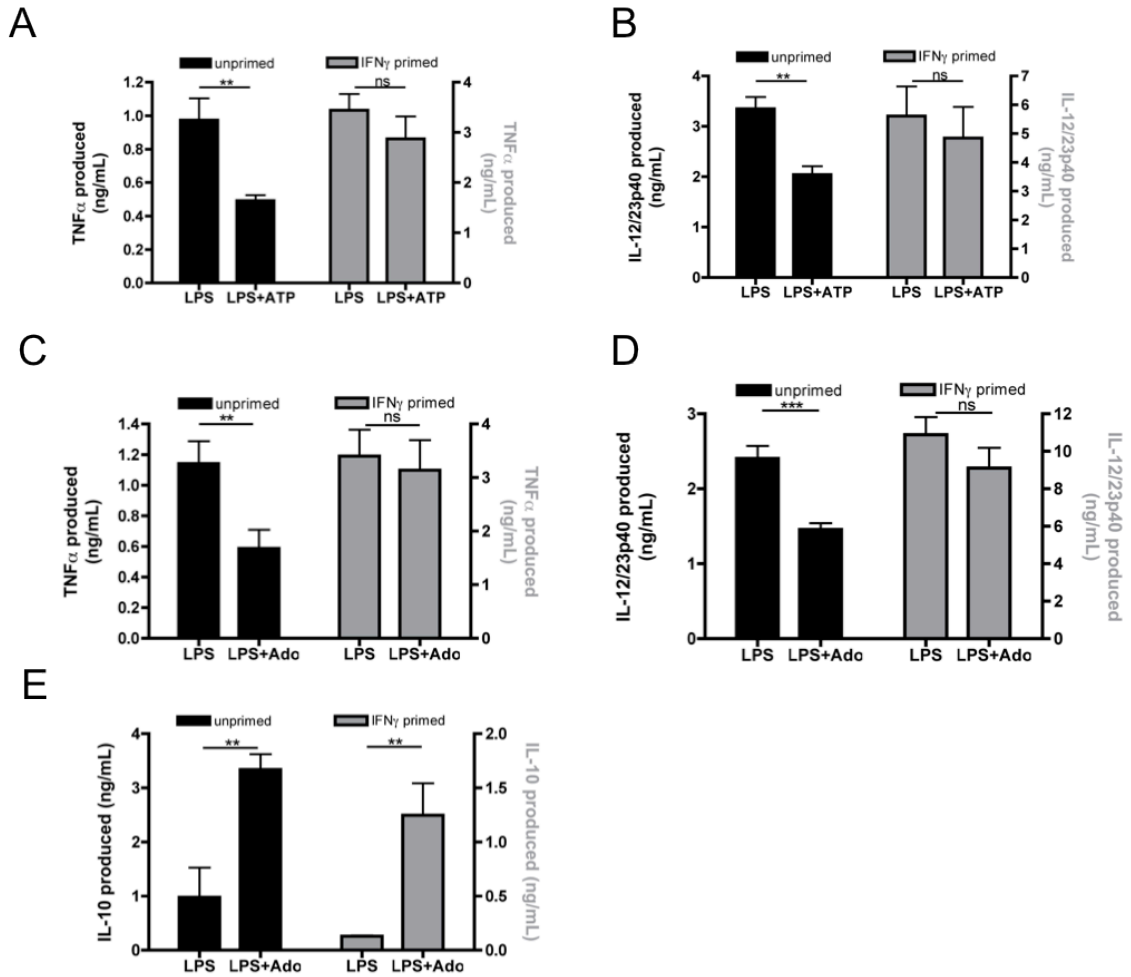 A
unprimed
IFNγ primed
**
ns
1.2
1.0
0.8
0.6
0.4
0.2
0.0
TNFα produced
(ng/mL)
4
3
2
1
0
TNFα produced
(ng/mL)
LPS LPS+ATP LPS LPS+ATP
B
unprimed
IFNγ primed
**
ns
4
3
2
1
0
IL-12/23p40 produced
(ng/mL)
7
6
5
4
3
2
1
0
IL-12/23p40 produced
(ng/mL)
LPS LPS+ATP LPS LPS+ATP
C
unprimed
IFNγ primed
**
ns
1.4
1.2
1.0
0.8
0.6
0.4
0.2
0.0
TNFα produced
(ng/mL)
4
3
2
1
0
TNFα produced
(ng/mL)
LPS LPS+Ado LPS LPS+Ado
D
unprimed
IFNγ primed
***
ns
3
2
1
0
IL-12/23p40 produced
(ng/mL)
12
10
8
6
4
2
0
IL-12/23p40 produced
(ng/mL)
LPS LPS+Ado LPS LPS+Ado
E
unprimed
IFNγ primed
**
**
4
3
2
1
0
IL-10 produced (ng/mL)
2.0
1.5
1.0
0.5
0.0
IL-10 produced (ng/mL)
LPS LPS+Ado LPS LPS+Ado